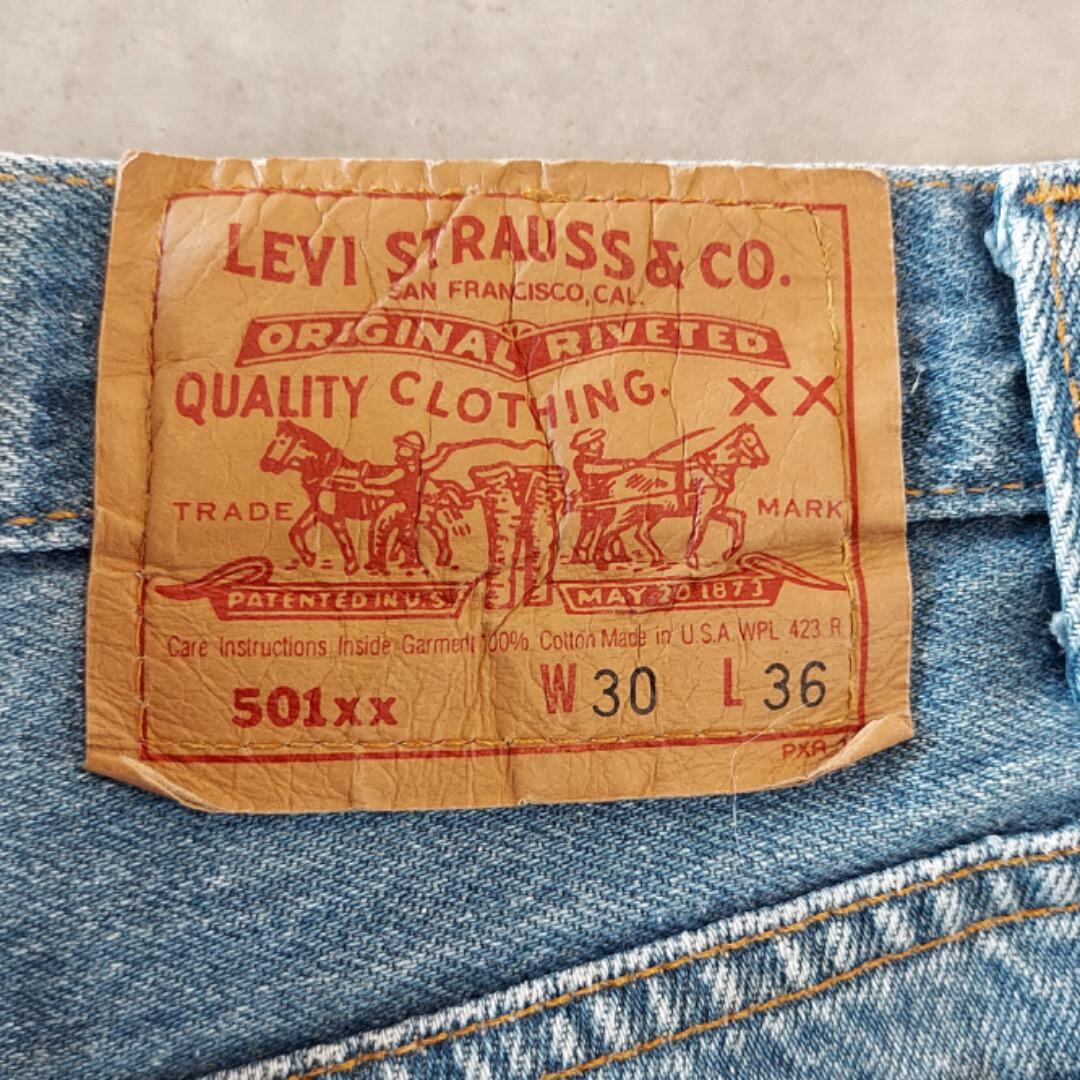 LEVI STRAUSS & CO.
SAN FRANCISCO, CAL.
ORIGINAL RIVETED
QUALITY CLOTHING. XX
TRADE MARK
PATENTED IN U.S. MAY 20 1873
Care Instructions Inside Garment 100% Cotton Made in U.S.A. WPL 423 R
501xx W 30 L 36